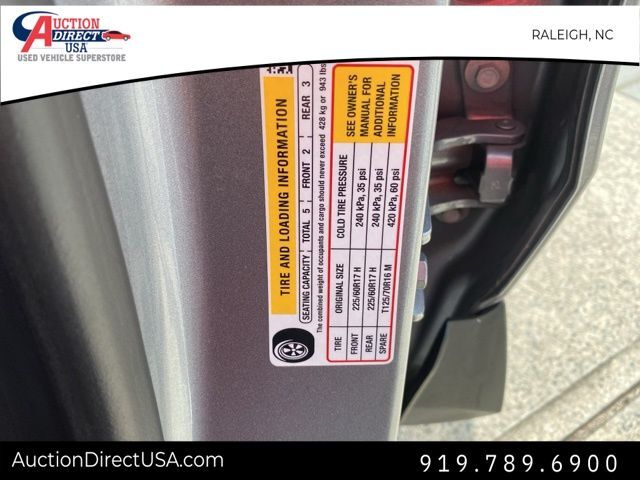 AUCTION
DIRECT
USA
USED VEHICLE SUPERSTORE
RALEIGH, NC
TIRE AND LOADING INFORMATION
SEATING CAPACITY TOTAL 5 FRONT 2 REAR 3
The combined weight of occupants and cargo should never exceed 428 kg or 943 lbs
TIRE ORIGINAL SIZE COLD TIRE PRESSURE
FRONT 225/60R17 H 240 kPa, 35 psi
REAR 225/60R17 H 240 kPa, 35 psi
SPARE T125/70R16 M 420 kPa, 60 psi
SEE OWNER'S
MANUAL FOR
ADDITIONAL
INFORMATION
AuctionDirectUSA.com
919.789.6900